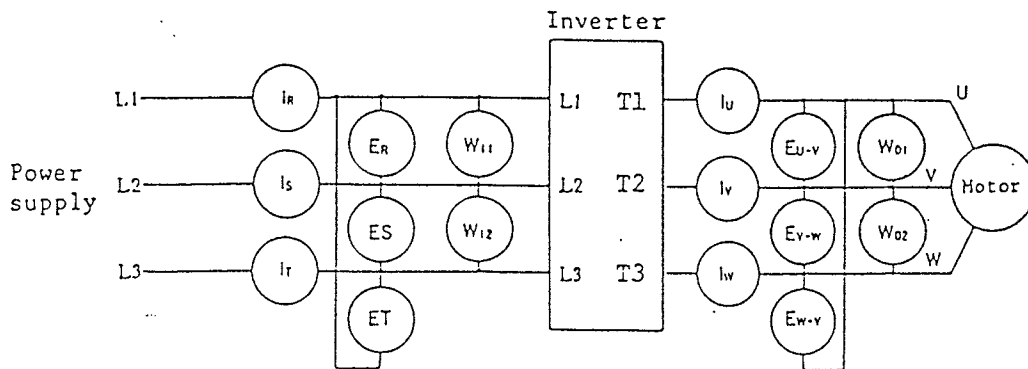 Inverter
L1 IR L1 T1 IU U
ER W11 EU-V W01
Power supply
L2 IS L2 T2 IV V Motor
ES W12 EV-W W02
L3 IT L3 T3 IW W
ET EW-V